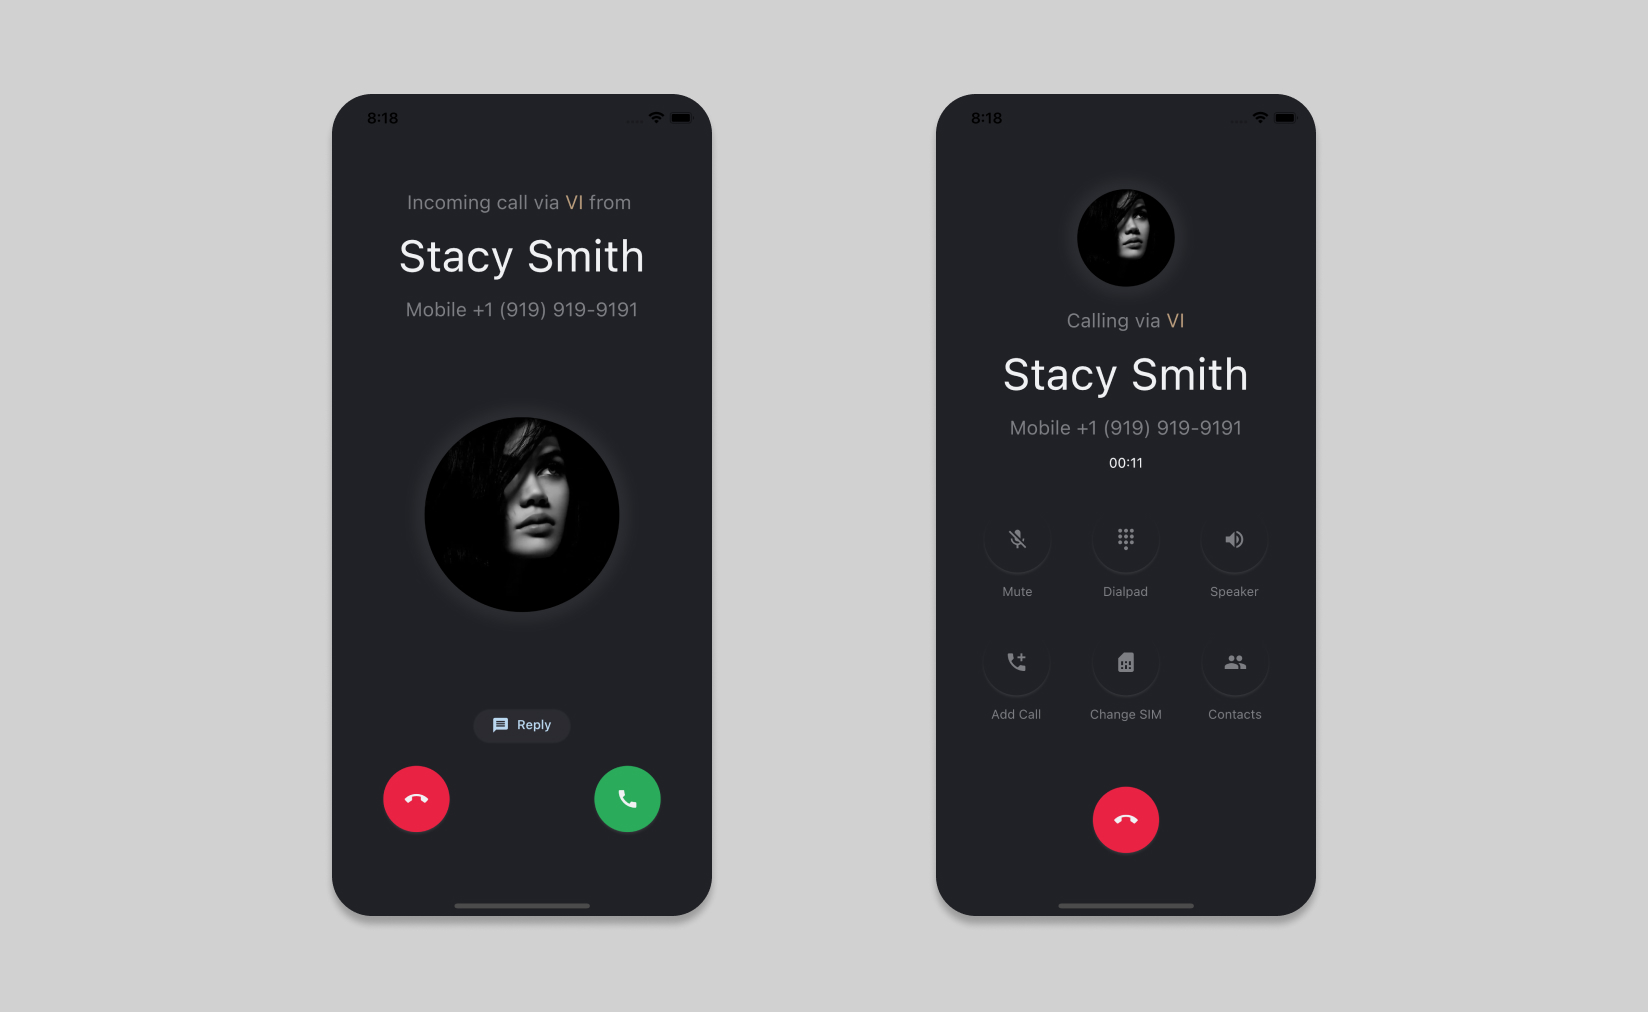 8:18
Incoming call via VI from
Stacy Smith
Mobile +1 (919) 919-9191
Reply
8:18
Calling via VI
Stacy Smith
Mobile +1 (919) 919-9191
00:11
Mute Dialpad Speaker
Add Call Change SIM Contacts